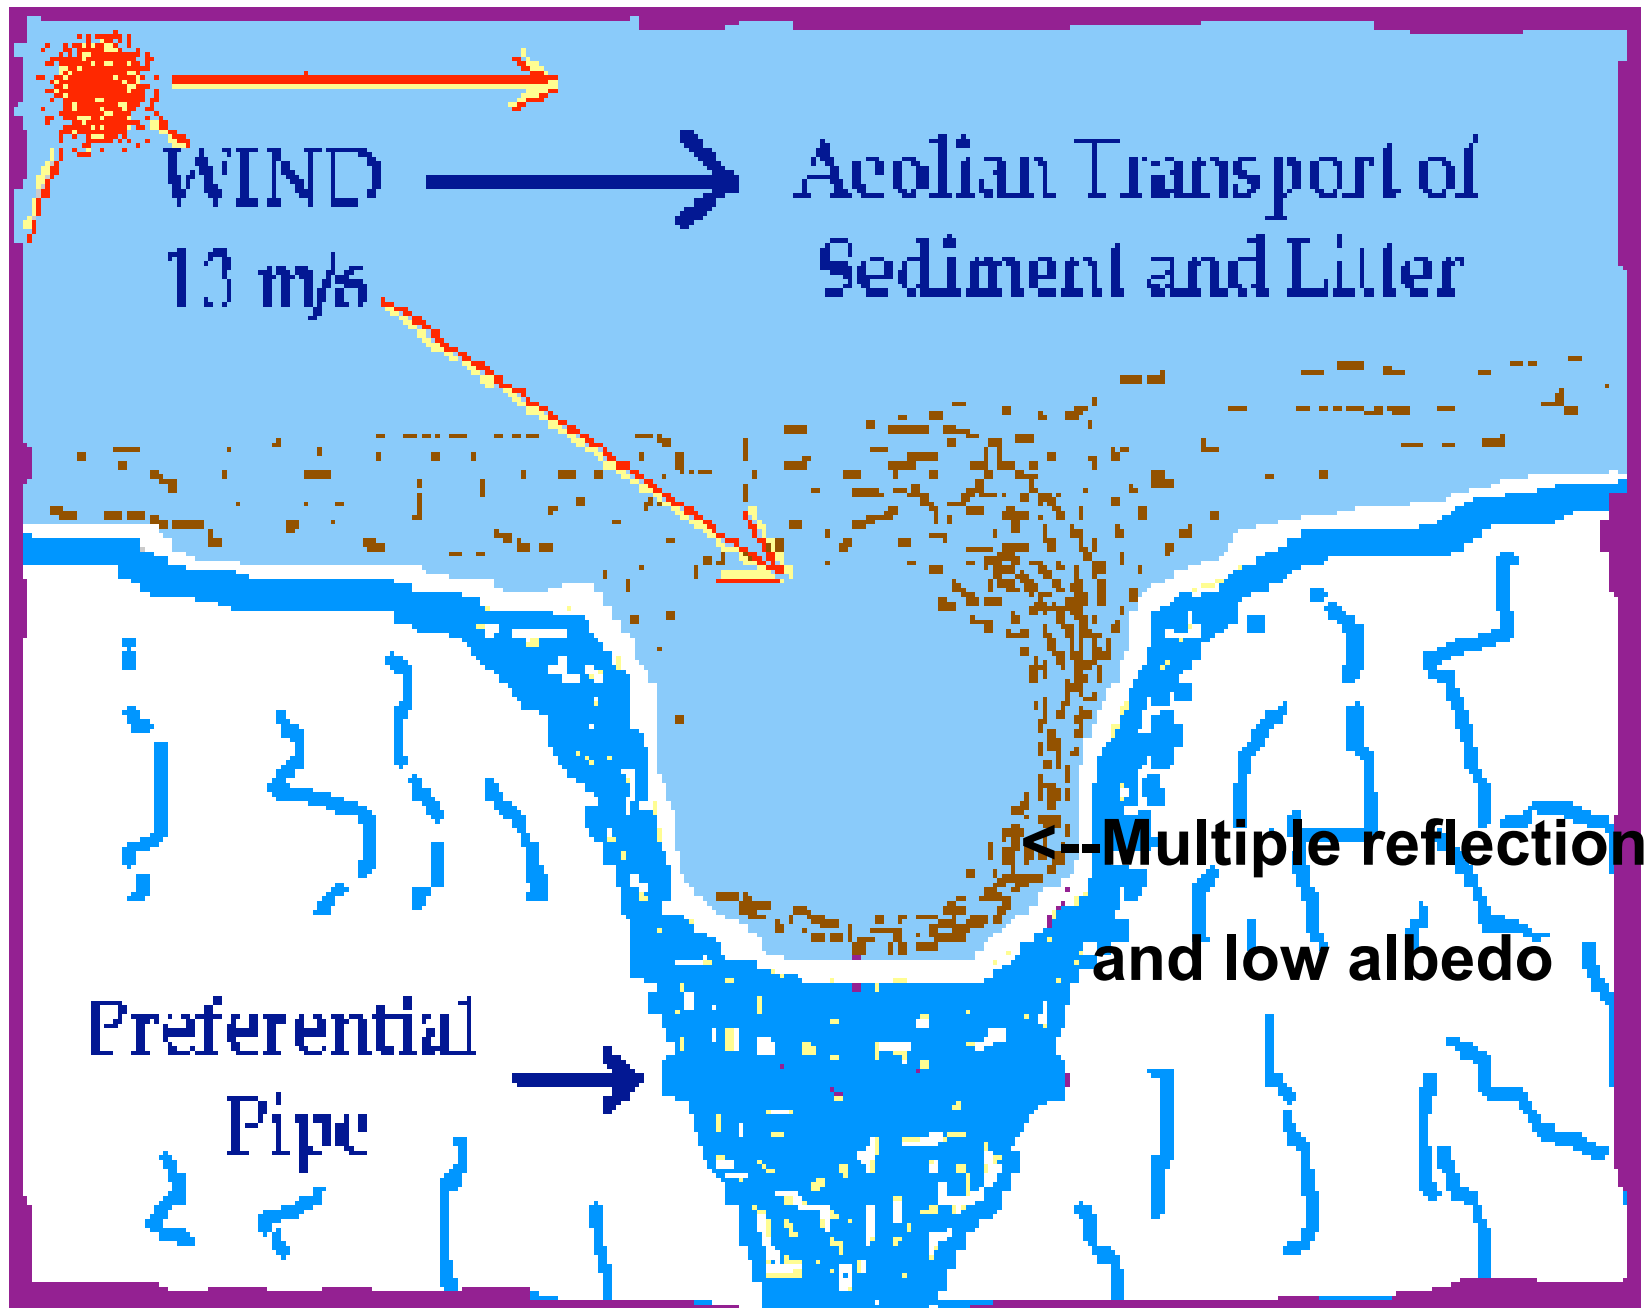 WIND
13 m/s
Aeolian Transport of
Sediment and Litter
<--Multiple reflection
and low albedo
Preferential
Pipe